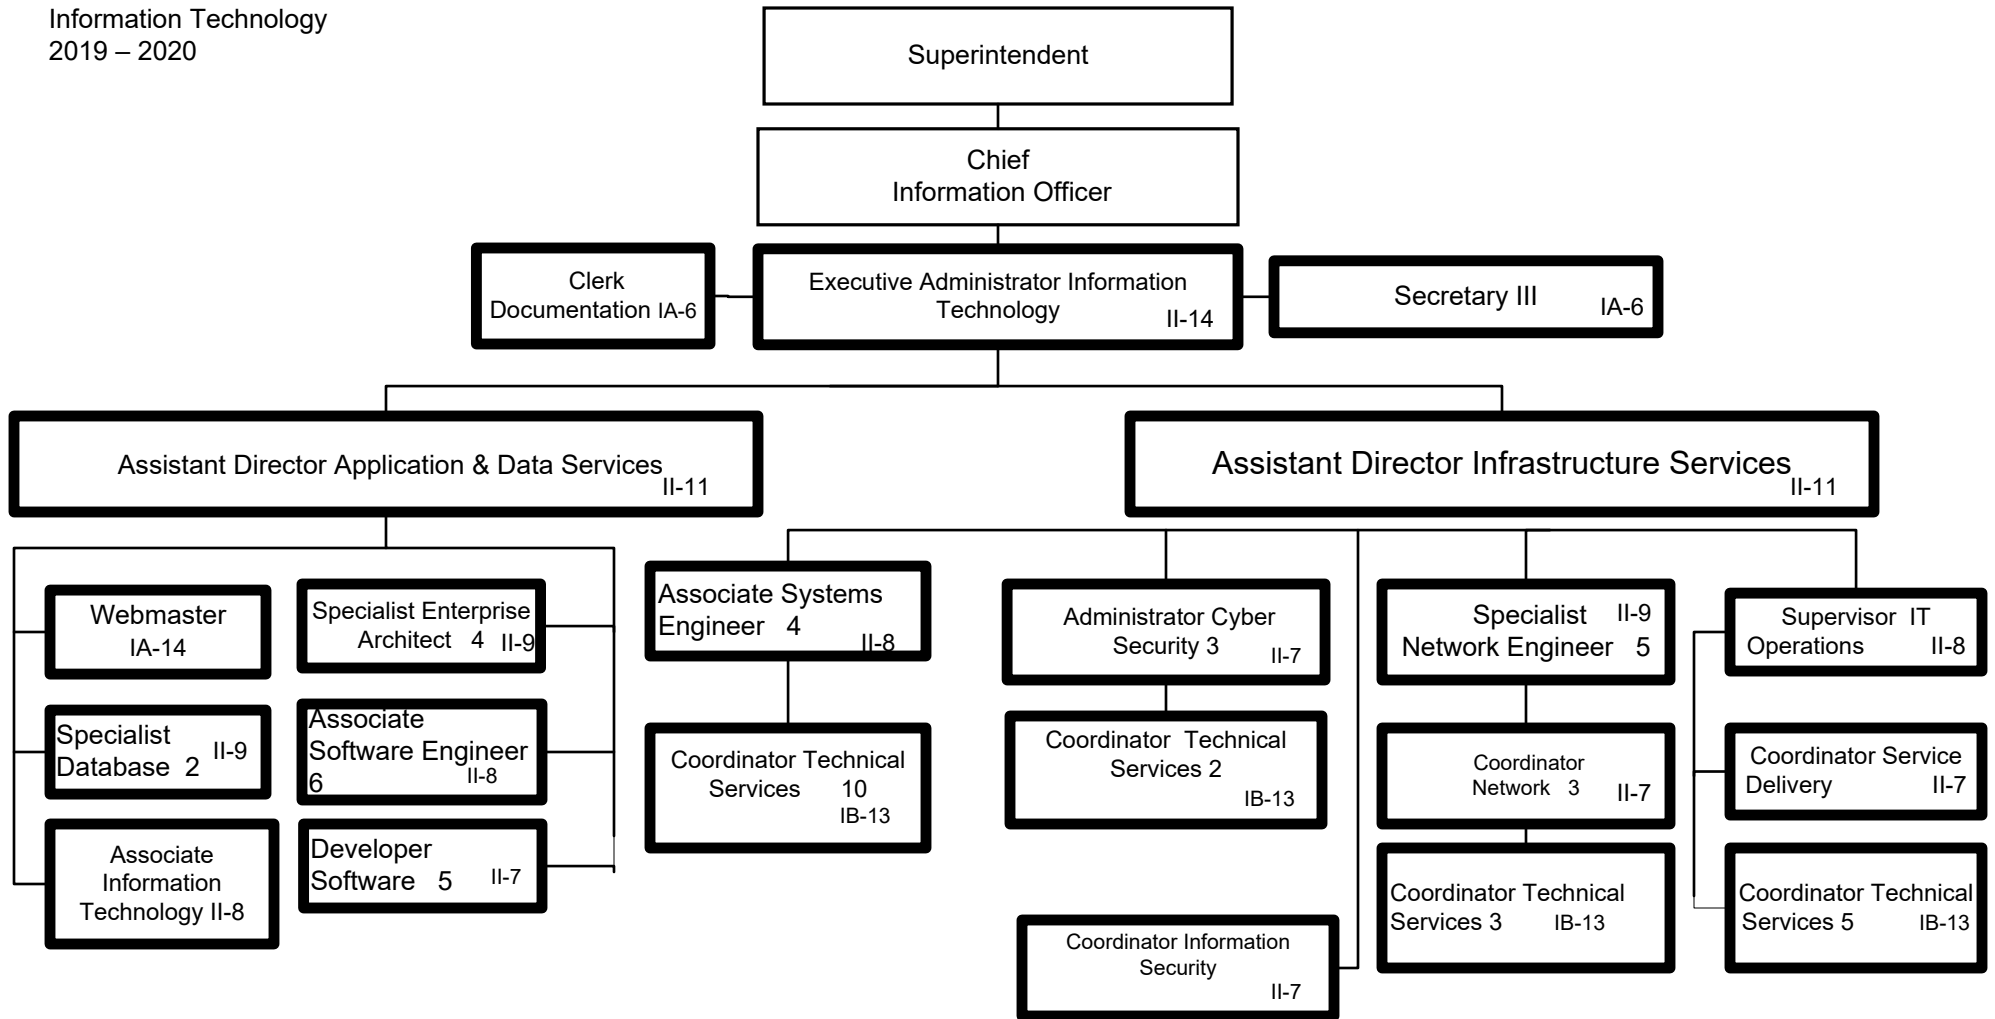 Information Technology
2019 – 2020
Superintendent
Chief
Information Officer
Clerk
Documentation IA-6
Executive Administrator Information
Technology
II-14
Secretary III
IA-6
Assistant Director Application & Data Services
II-11
Assistant Director Infrastructure Services
II-11
Webmaster
IA-14
Specialist Enterprise
Architect 4 II-9
Specialist
Database 2 II-9
Associate
Software Engineer
6 II-8
Associate
Information
Technology II-8
Developer
Software 5 II-7
Associate Systems
Engineer 4
II-8
Coordinator Technical
Services 10
IB-13
Administrator Cyber
Security 3
II-7
Coordinator Technical
Services 2
IB-13
Coordinator Information
Security
II-7
Specialist II-9
Network Engineer 5
Coordinator
Network 3 II-7
Coordinator Technical
Services 3 IB-13
Supervisor IT
Operations II-8
Coordinator Service
Delivery II-7
Coordinator Technical
Services 5 IB-13